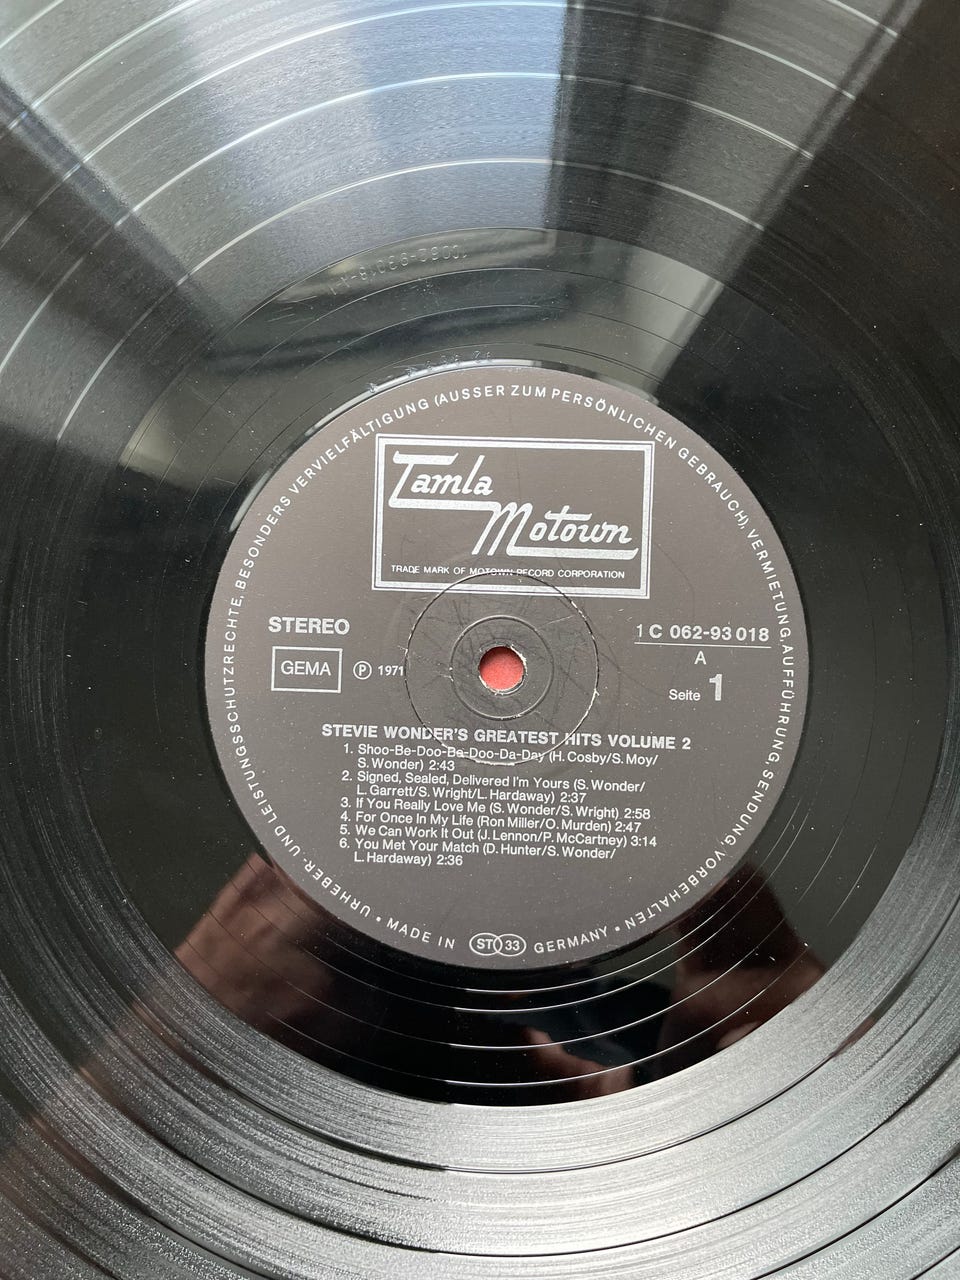 URHEBER- UND LEISTUNGSSCHUTZRECHTE, BESONDERS VERVIELFÄLTIGUNG (AUSSER ZUM PERSÖNLICHEN GEBRAUCH), VERMIETUNG, AUFFÜHRUNG, SENDUNG, VORBEHALTEN •
Tamla
Motown
TRADE MARK OF MOTOWN RECORD CORPORATION
STEREO
GEMA
Ⓟ 1971
1 C 062-93 018
A
Seite 1
STEVIE WONDER'S GREATEST HITS VOLUME 2
1. Shoo-Be-Doo-Be-Doo-Da-Day (H. Cosby/S. Moy/
S. Wonder) 2:43
2. Signed, Sealed, Delivered I'm Yours (S. Wonder/
L. Garrett/S. Wright/L. Hardaway) 2:37
3. If You Really Love Me (S. Wonder/S. Wright) 2:58
4. For Once In My Life (Ron Miller/O. Murden) 2:47
5. We Can Work It Out (J. Lennon/P. McCartney) 3:14
6. You Met Your Match (D. Hunter/S. Wonder/
L. Hardaway) 2:36
• MADE IN ST 33 GERMANY •